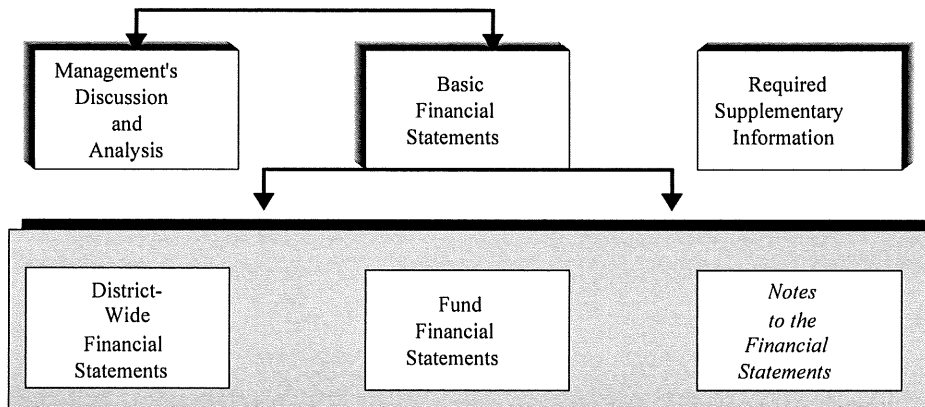 Management's
Discussion
and
Analysis
Basic
Financial
Statements
Required
Supplementary
Information
District-
Wide
Financial
Statements
Fund
Financial
Statements
Notes
to the
Financial
Statements